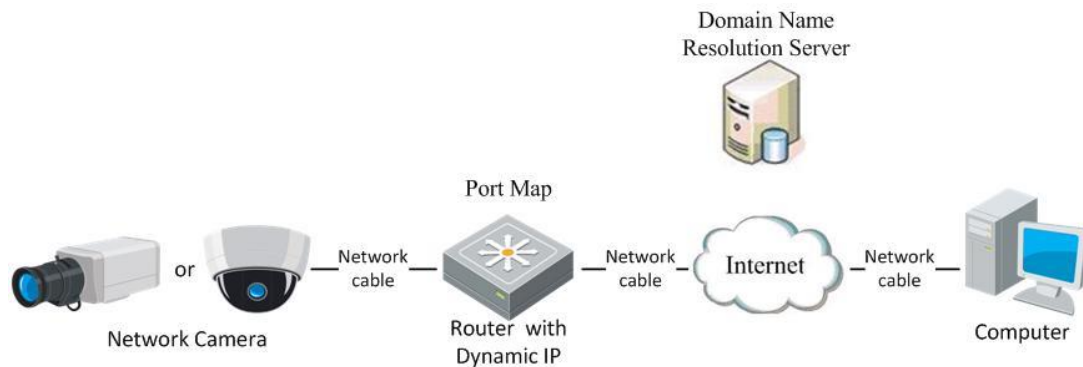 Domain Name
Resolution Server
Port Map
or
Network
cable
Network
cable
Internet
Network
cable
Network Camera
Router with
Dynamic IP
Computer